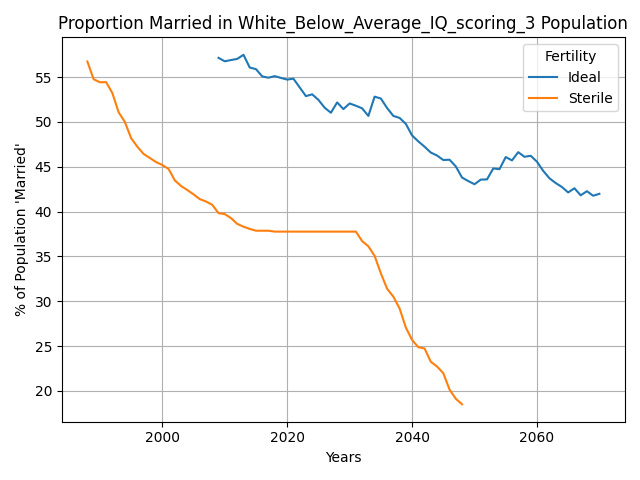 Proportion Married in White_Below_Average_IQ_scoring_3 Population
Fertility
Ideal
Sterile
% of Population 'Married'
55
50
45
40
35
30
25
20
2000 2020 2040 2060
Years